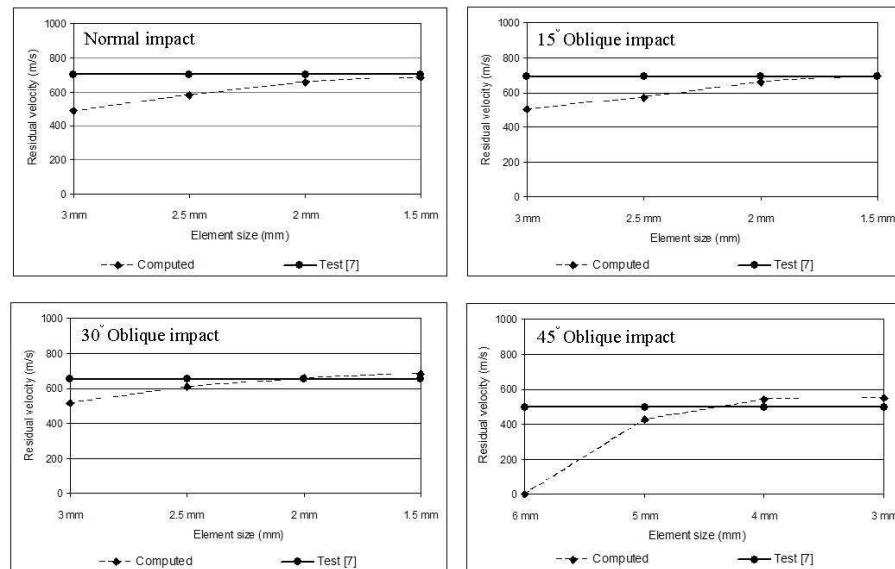 Normal impact
Residual velocity (m/s)
1000
800
600
400
200
0
3 mm 2.5 mm 2 mm 1.5 mm
Element size (mm)
Computed Test [7]
15° Oblique impact
Residual velocity (m/s)
1000
800
600
400
200
0
3 mm 2.5 mm 2 mm 1.5 mm
Element size (mm)
Computed Test [7]
30° Oblique impact
Residual velocity (m/s)
1000
800
600
400
200
0
3 mm 2.5 mm 2 mm 1.5 mm
Element size (mm)
Computed Test [7]
45° Oblique impact
Residual velocity (m/s)
1000
800
600
400
200
0
6 mm 5 mm 4 mm 3 mm
Element size (mm)
Computed Test [7]